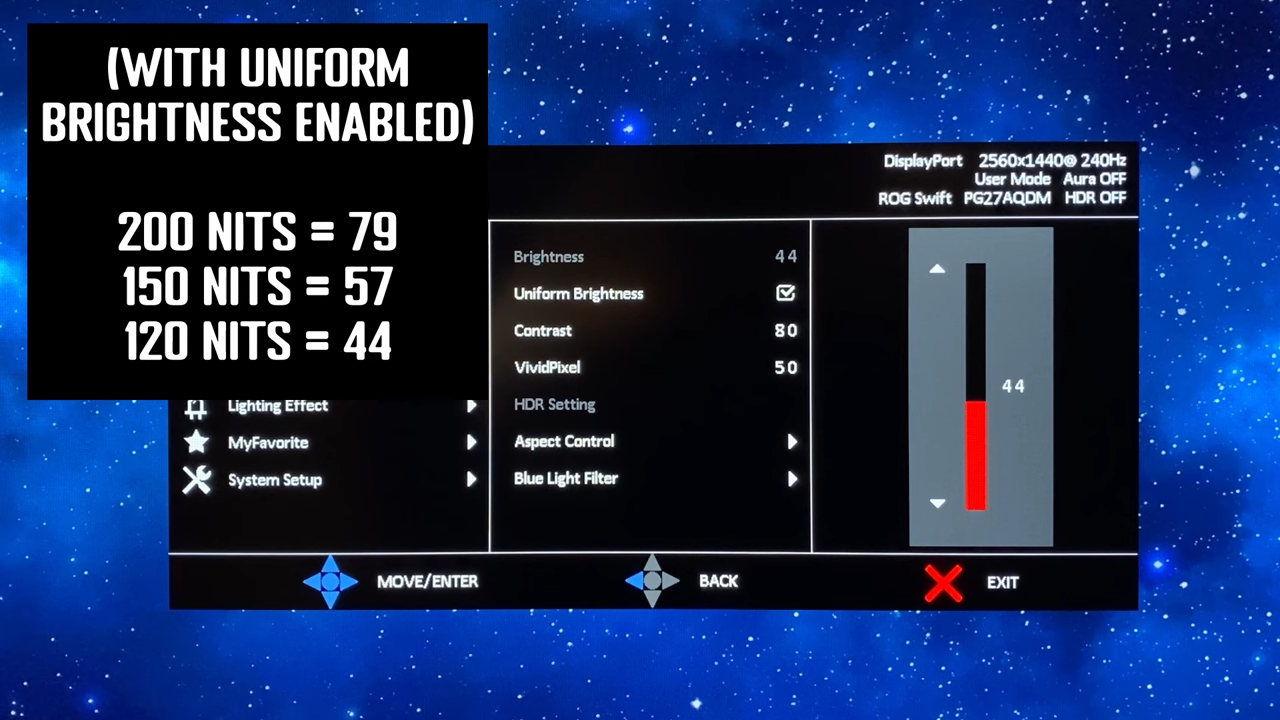 (WITH UNIFORM
BRIGHTNESS ENABLED)
200 NITS = 79
150 NITS = 57
120 NITS = 44
DisplayPort 2560x1440@ 240Hz
User Mode Aura OFF
ROG Swift PG27AQDM HDR OFF
Lighting Effect
MyFavorite
System Setup
Brightness 44
Uniform Brightness
Contrast 80
VividPixel 50
HDR Setting
Aspect Control
Blue Light Filter
44
MOVE/ENTER BACK EXIT